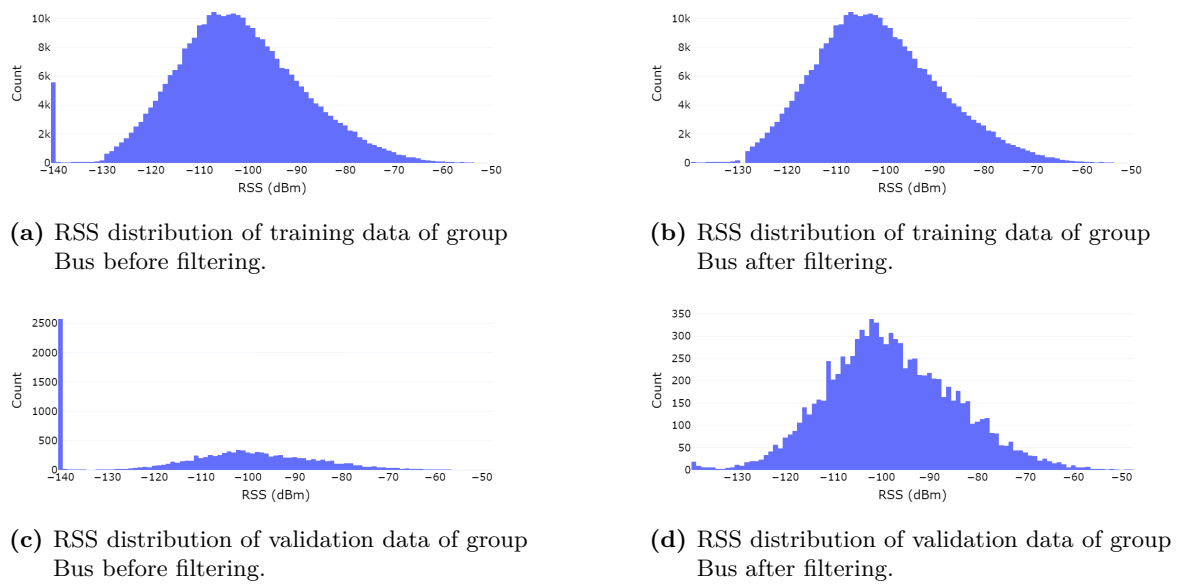 10k
8k
6k
4k
2k
0
Count
−140 −130 −120 −110 −100 −90 −80 −70 −60 −50
RSS (dBm)
(a) RSS distribution of training data of group
Bus before filtering.
10k
8k
6k
4k
2k
0
Count
−130 −120 −110 −100 −90 −80 −70 −60 −50
RSS (dBm)
(b) RSS distribution of training data of group
Bus after filtering.
2500
2000
1500
1000
500
0
Count
−140 −130 −120 −110 −100 −90 −80 −70 −60 −50
RSS (dBm)
(c) RSS distribution of validation data of group
Bus before filtering.
350
300
250
200
150
100
50
0
Count
−130 −120 −110 −100 −90 −80 −70 −60 −50
RSS (dBm)
(d) RSS distribution of validation data of group
Bus after filtering.